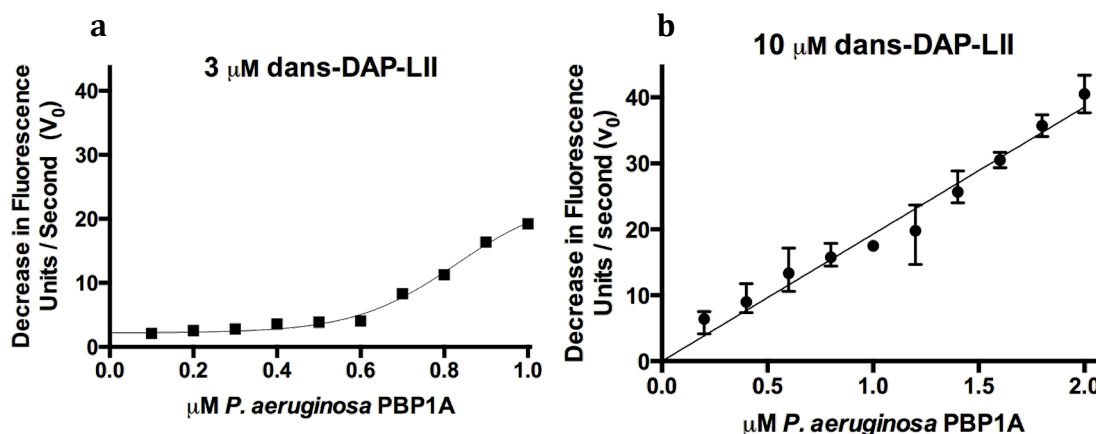 a
3 μM dans-DAP-LII
Decrease in Fluorescence
Units / Second (V0)
40
30
20
10
0
0.0 0.2 0.4 0.6 0.8 1.0
μM P. aeruginosa PBP1A
b
10 μM dans-DAP-LII
Decrease in Fluorescence
Units / second (v0)
40
30
20
10
0
0.0 0.5 1.0 1.5 2.0
μM P. aeruginosa PBP1A